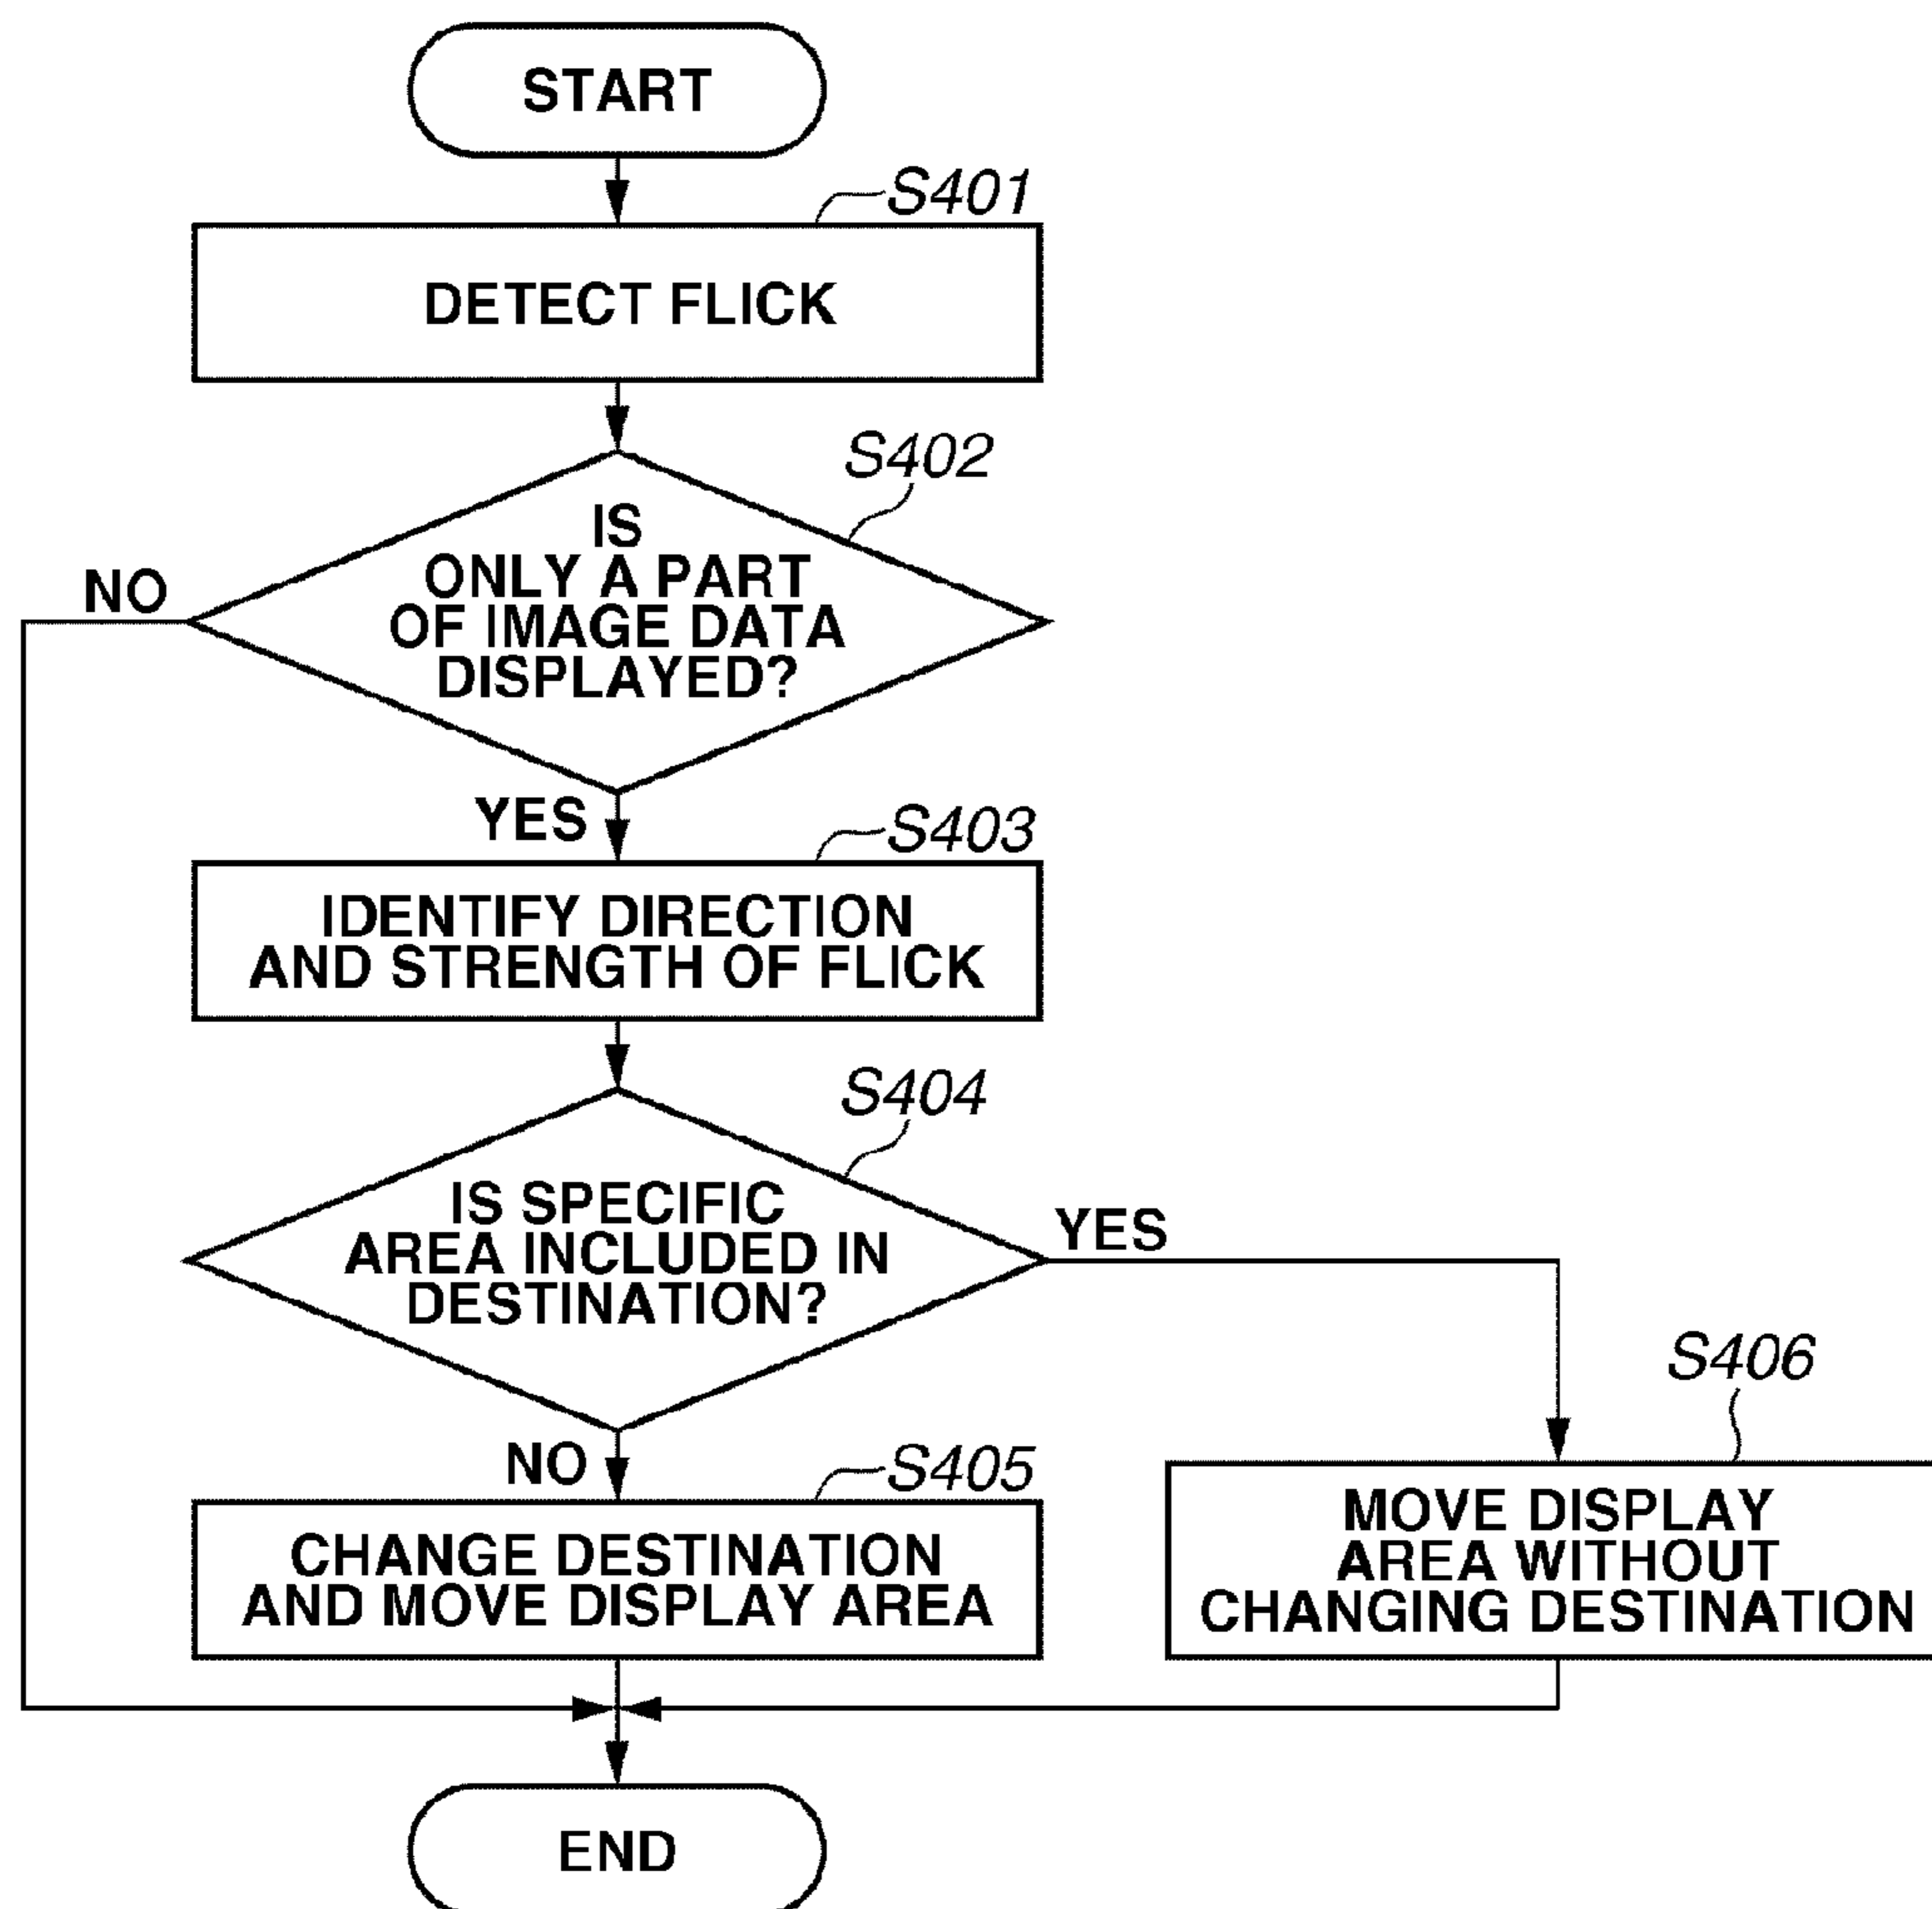 START
S401
DETECT FLICK
S402
IS
ONLY A PART
OF IMAGE DATA
DISPLAYED?
NO
YES
S403
IDENTIFY DIRECTION
AND STRENGTH OF FLICK
S404
IS SPECIFIC
AREA INCLUDED IN
DESTINATION?
YES
NO
S405
CHANGE DESTINATION
AND MOVE DISPLAY AREA
S406
MOVE DISPLAY
AREA WITHOUT
CHANGING DESTINATION
END